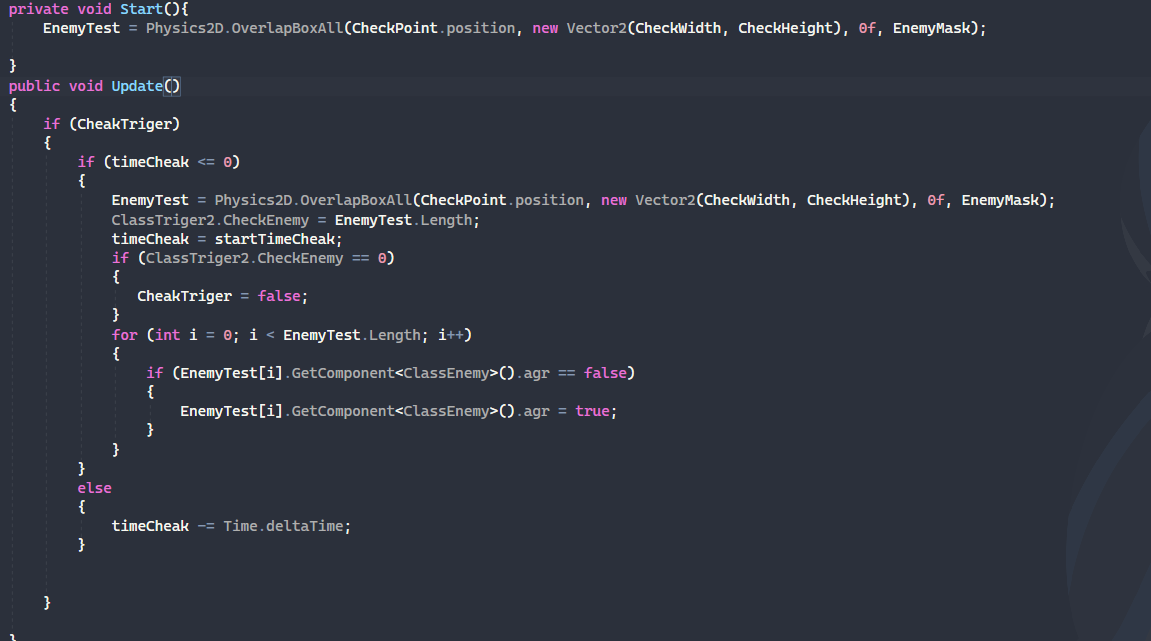 private void Start(){
EnemyTest = Physics2D.OverlapBoxAll(CheckPoint.position, new Vector2(CheckWidth, CheckHeight), 0f, EnemyMask);
}
public void Update()
{
if (CheakTriger)
{
if (timeCheak <= 0)
{
EnemyTest = Physics2D.OverlapBoxAll(CheckPoint.position, new Vector2(CheckWidth, CheckHeight), 0f, EnemyMask);
ClassTriger2.CheckEnemy = EnemyTest.Length;
timeCheak = startTimeCheak;
if (ClassTriger2.CheckEnemy == 0)
{
CheakTriger = false;
}
for (int i = 0; i < EnemyTest.Length; i++)
{
if (EnemyTest[i].GetComponent<ClassEnemy>().agr == false)
{
EnemyTest[i].GetComponent<ClassEnemy>().agr = true;
}
}
}
else
{
timeCheak -= Time.deltaTime;
}
}
}